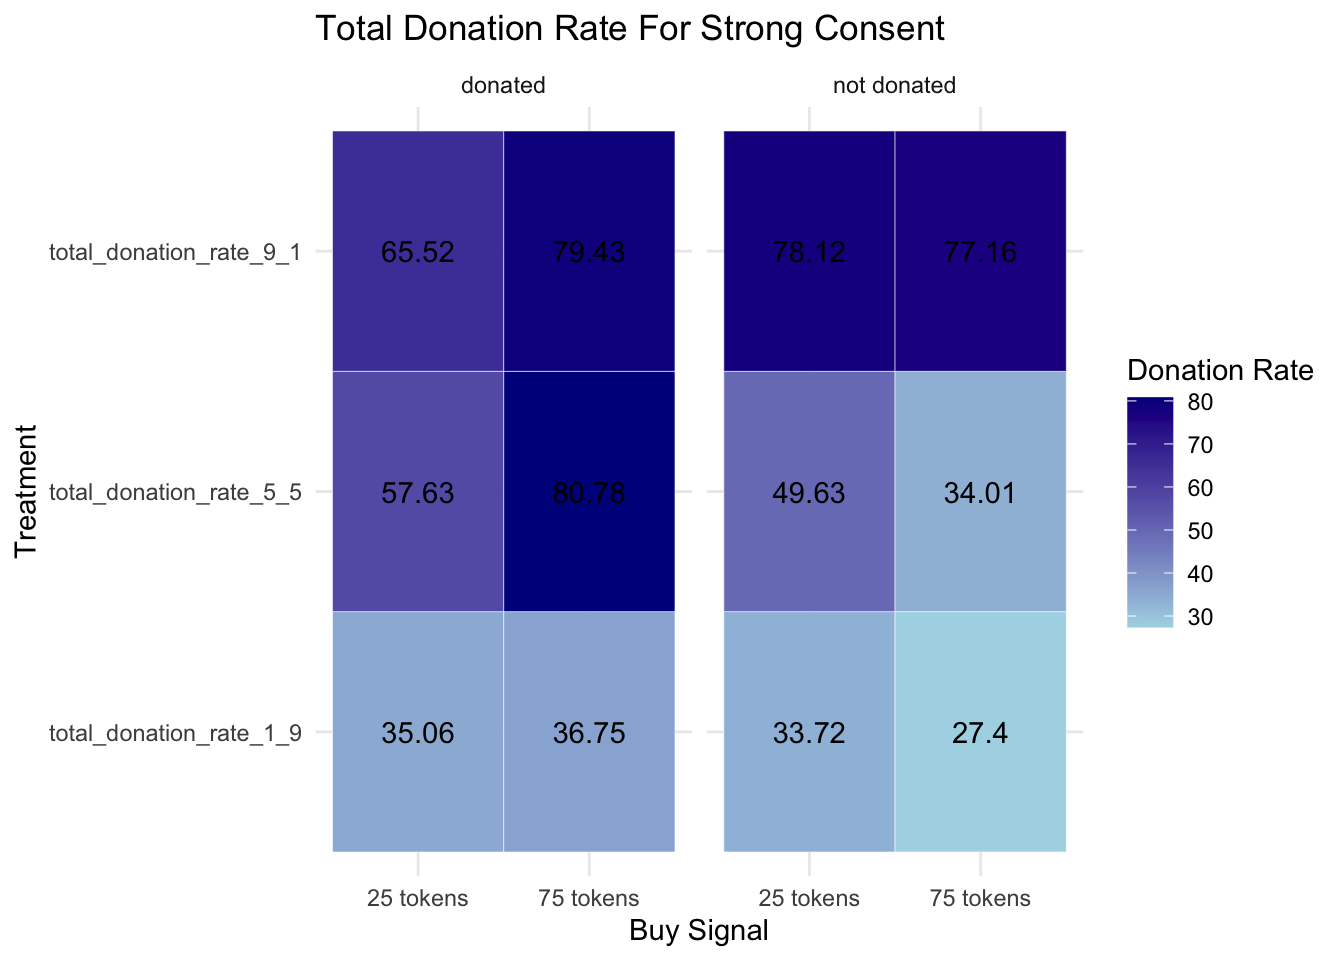 Total Donation Rate For Strong Consent
donated
not donated
total_donation_rate_9_1
65.52
79.43
78.12
77.16
total_donation_rate_5_5
57.63
80.78
49.63
34.01
total_donation_rate_1_9
35.06
36.75
33.72
27.4
25 tokens
75 tokens
25 tokens
75 tokens
Buy Signal
Treatment
Donation Rate
80
70
60
50
40
30